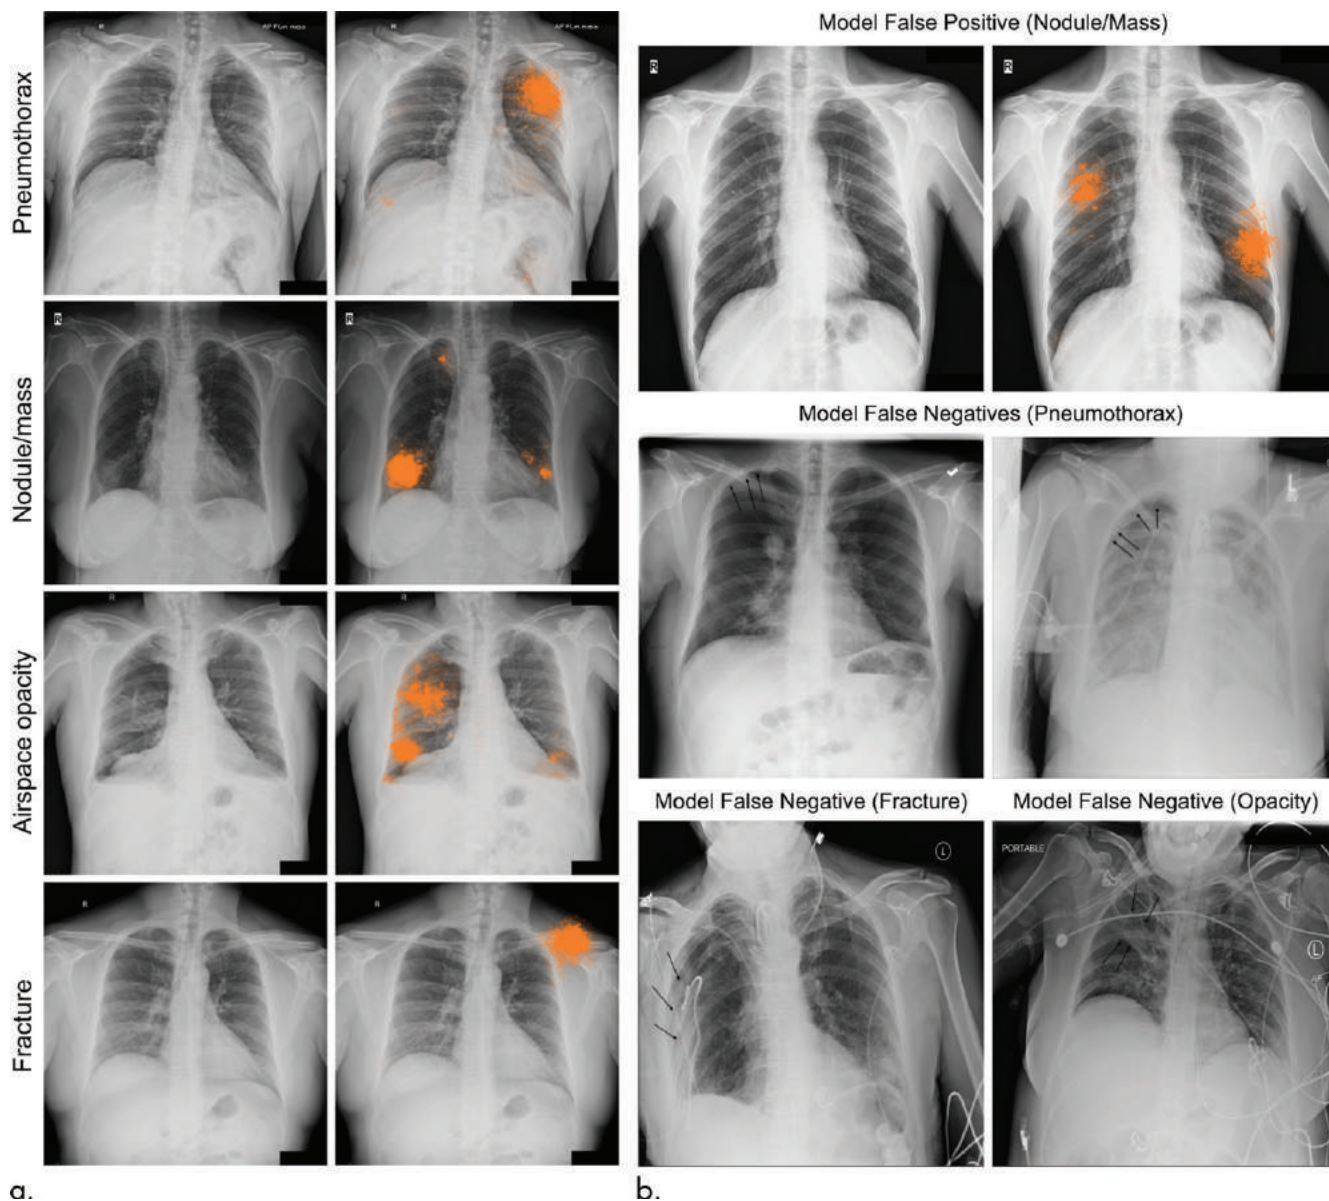 Pneumothorax
R
R
Nodule/mass
R
R
Airspace opacity
R
R
Fracture
R
R
a.
Model False Positive (Nodule/Mass)
R
R
Model False Negatives (Pneumothorax)
L
Model False Negative (Fracture)
L
Model False Negative (Opacity)
PORTABLE
L
AP
b.